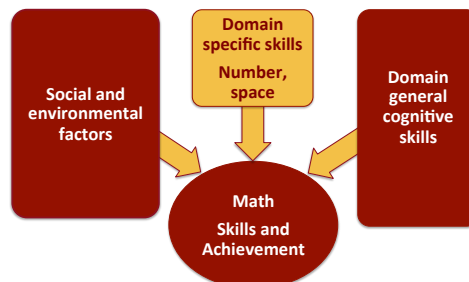 Social and
environmental
factors
Domain
specific skills
Number,
space
Domain
general
cognitive
skills
Math
Skills and
Achievement